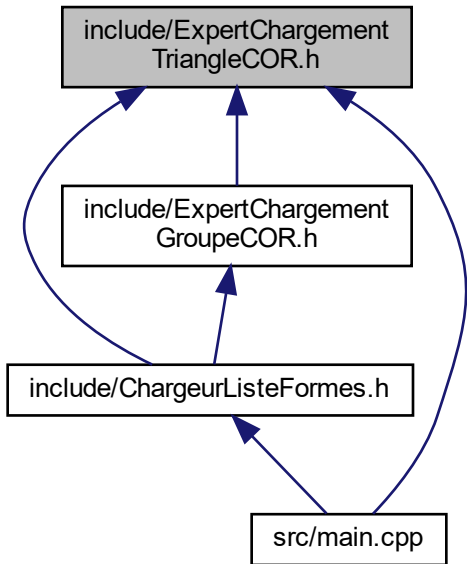 include/ExpertChargement
TriangleCOR.h
include/ExpertChargement
GroupeCOR.h
include/ChargeurListeFormes.h
src/main.cpp